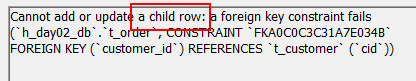 Cannot add or update a child row: a foreign key constraint fails
(`h_day02_db`.`t_order`, CONSTRAINT `FKA0C0C3C31A7E034B`
FOREIGN KEY (`customer_id`) REFERENCES `t_customer` (`cid`))